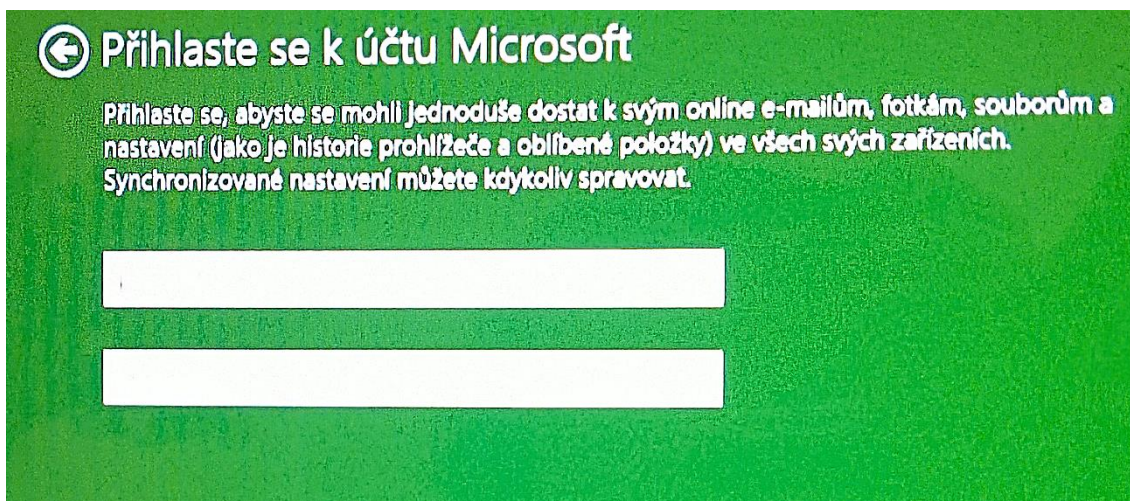 Přihlaste se k účtu Microsoft
Přihlaste se, abyste se mohli jednoduše dostat k svým online e-mailům, fotkám, souborům a
nastavení (jako je historie prohlížeče a oblíbené položky) ve všech svých zařízeních.
Synchronizované nastavení můžete kdykoliv spravovat.